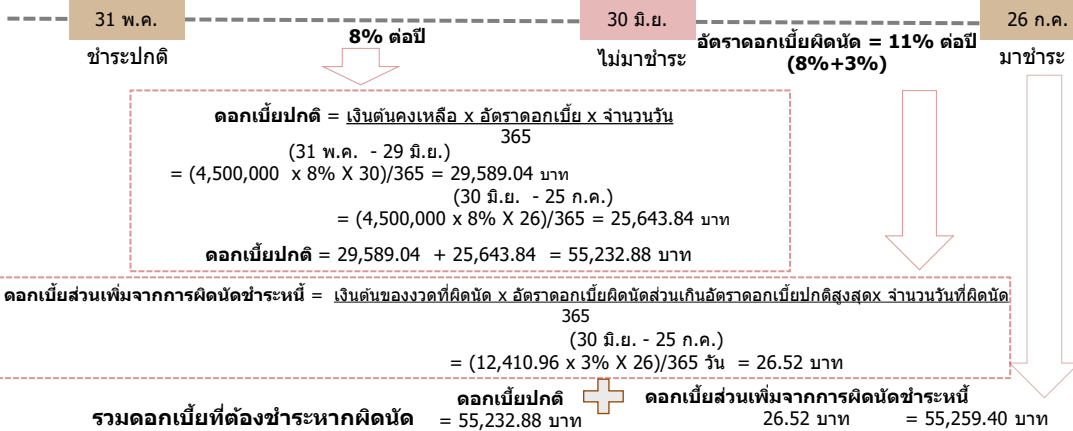 31 พ.ค.
30 มิ.ย.
26 ก.ค.
ชำระปกติ
8% ต่อปี
ไม่มาชำระ
อัตราดอกเบี้ยผิดนัด = 11% ต่อปี
(8%+3%)
มาชำระ
ดอกเบี้ยปกติ = เงินต้นคงเหลือ x อัตราดอกเบี้ย x จำนวนวัน
365
(31 พ.ค. - 29 มิ.ย.)
= (4,500,000 x 8% X 30)/365 = 29,589.04 บาท
(30 มิ.ย. - 25 ก.ค.)
= (4,500,000 x 8% X 26)/365 = 25,643.84 บาท
ดอกเบี้ยปกติ = 29,589.04 + 25,643.84 = 55,232.88 บาท
ดอกเบี้ยส่วนเพิ่มจากการผิดนัดชำระหนี้ = เงินต้นของงวดที่ผิดนัด x อัตราดอกเบี้ยผิดนัดส่วนเกินอัตราดอกเบี้ยปกติสูงสุดx จำนวนวันที่ผิดนัด
365
(30 มิ.ย. - 25 ก.ค.)
= (12,410.96 x 3% X 26)/365 วัน = 26.52 บาท
ดอกเบี้ยปกติ ดอกเบี้ยส่วนเพิ่มจากการผิดนัดชำระหนี้
รวมดอกเบี้ยที่ต้องชำระหากผิดนัด = 55,232.88 บาท 26.52 บาท = 55,259.40 บาท